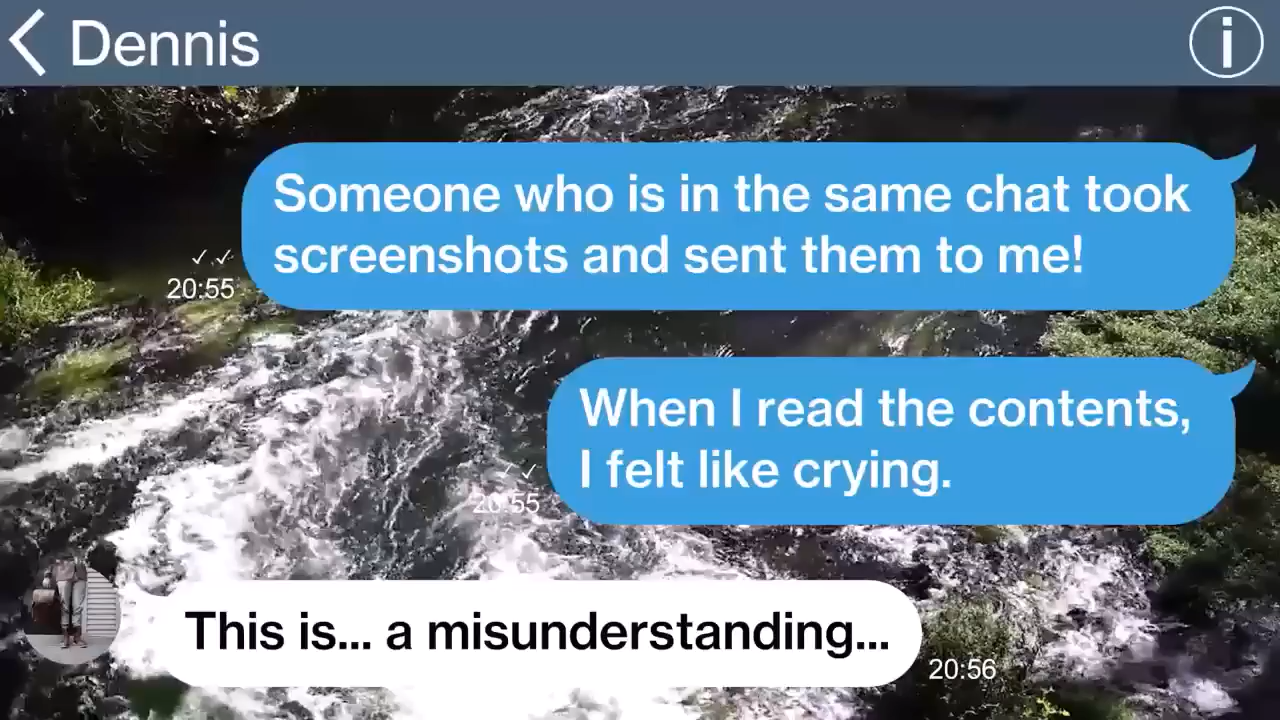 Dennis
Someone who is in the same chat took
screenshots and sent them to me!
20:55
When I read the contents,
I felt like crying.
20:55
This is... a misunderstanding...
20:56